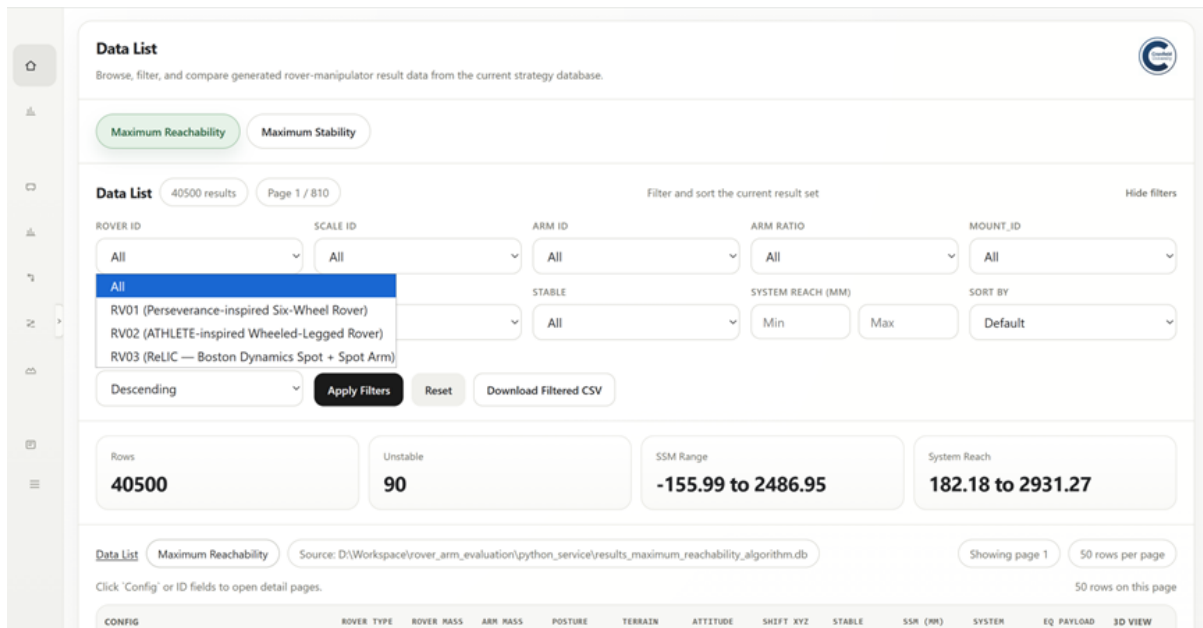 Data List
Browse, filter, and compare generated rover-manipulator result data from the current strategy database.
Maximum Reachability Maximum Stability
Data List 40500 results Page 1 / 810 Filter and sort the current result set Hide filters
ROVER ID SCALE ID ARM ID ARM RATIO MOUNT_ID
All All All All All
All
RV01 (Perseverance-inspired Six-Wheel Rover)
RV02 (ATHLETE-inspired Wheeled-Legged Rover)
RV03 (ReLIC — Boston Dynamics Spot + Spot Arm)
STABLE SYSTEM REACH (MM) SORT BY
All Min Max Default
Descending Apply Filters Reset Download Filtered CSV
Rows Unstable SSM Range System Reach
40500 90 -155.99 to 2486.95 182.18 to 2931.27
Data List Maximum Reachability Source: D:\Workspace\rover_arm_evaluation\python_service\results_maximum_reachability_algorithm.db Showing page 1 50 rows per page
Click `Config` or ID fields to open detail pages. 50 rows on this page
CONFIG ROVER TYPE ROVER MASS ARM MASS POSTURE TERRAIN ATTITUDE SHIFT XYZ STABLE SSM (MM) SYSTEM EQ PAYLOAD 3D VIEW